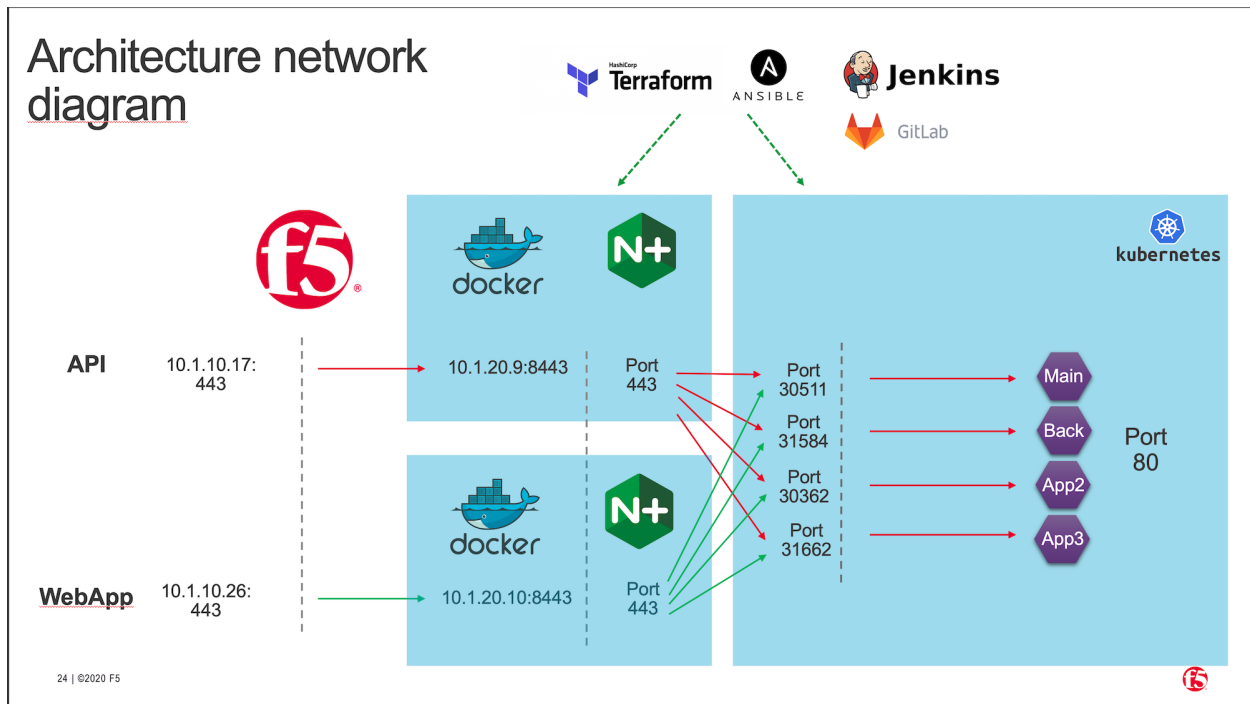 Architecture network
diagram
HashiCorp
Terraform
ANSIBLE
Jenkins
GitLab
f5
®
docker
N+
kubernetes
API
10.1.10.17:
443
10.1.20.9:8443
Port
443
Port
30511
Port
31584
Port
30362
Port
31662
Main
Back
App2
App3
Port
80
docker
N+
WebApp
10.1.10.26:
443
10.1.20.10:8443
Port
443
24 | ©2020 F5
f5